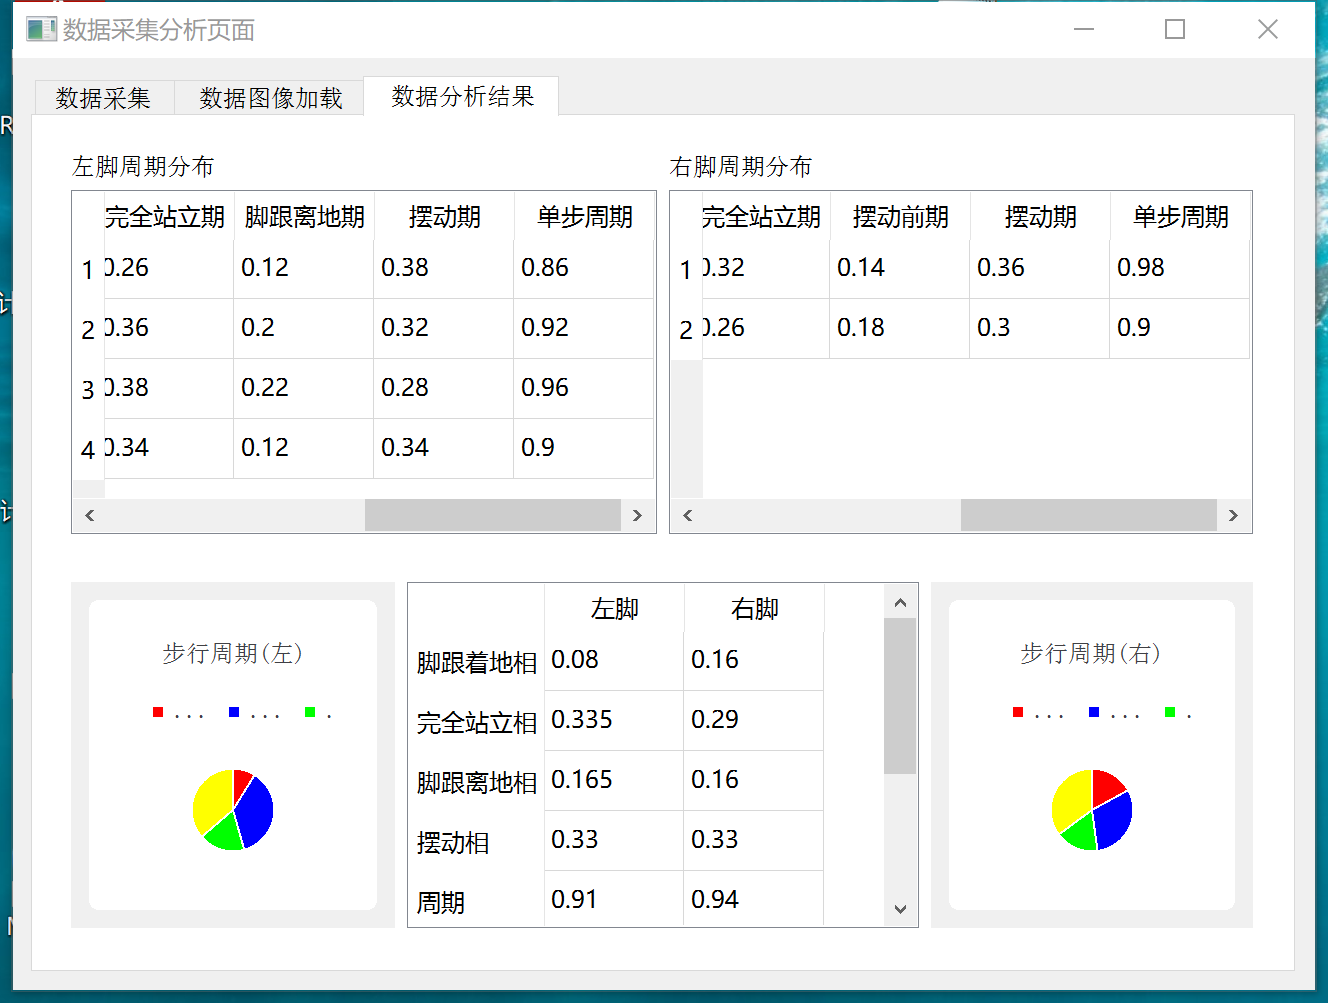 数据采集分析页面
数据采集 数据图像加载 数据分析结果
左脚周期分布 右脚周期分布
完全站立期 脚跟离地期 摆动期 单步周期
1 0.26 0.12 0.38 0.86
2 0.36 0.2 0.32 0.92
3 0.38 0.22 0.28 0.96
4 0.34 0.12 0.34 0.9
完全站立期 摆动前期 摆动期 单步周期
1 0.32 0.14 0.36 0.98
2 0.26 0.18 0.3 0.9
步行周期(左)
... ... .
左脚 右脚
脚跟着地相 0.08 0.16
完全站立相 0.335 0.29
脚跟离地相 0.165 0.16
摆动相 0.33 0.33
周期 0.91 0.94
步行周期(右)
... ... .